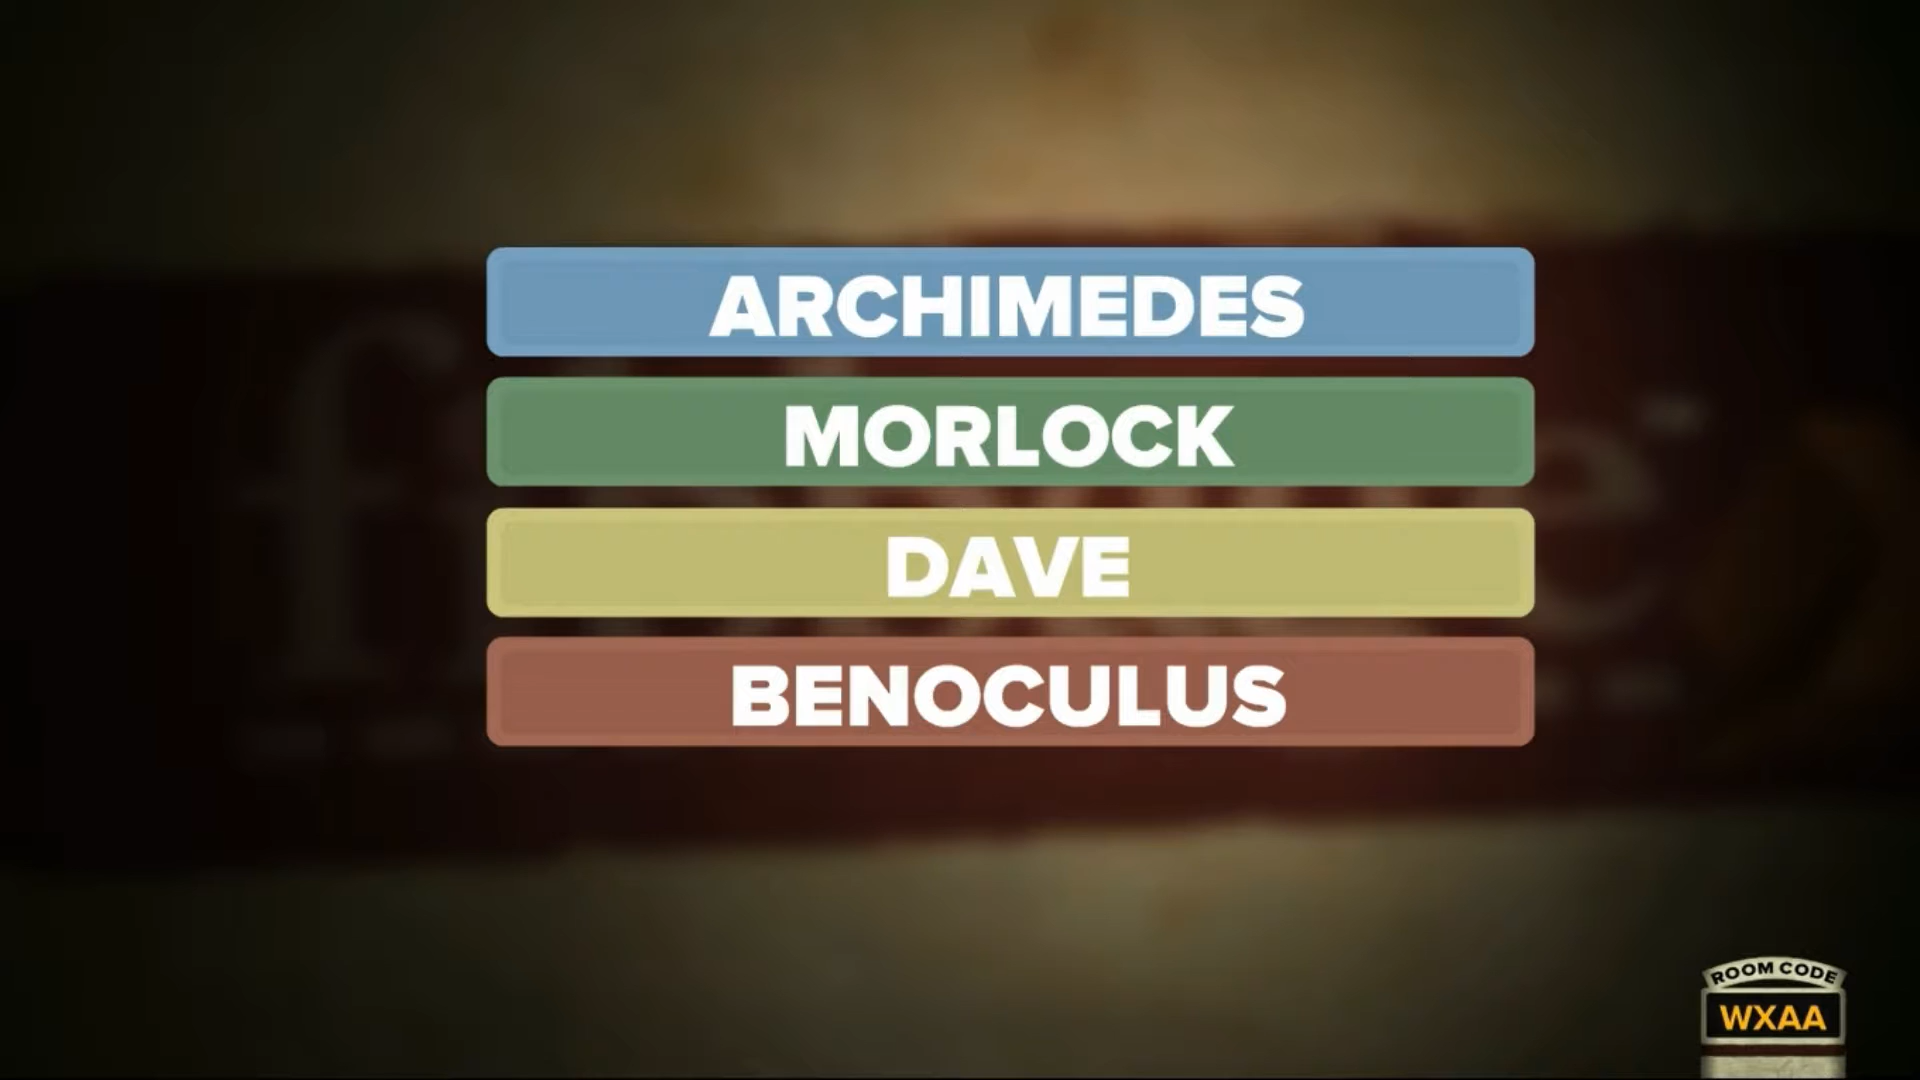 ARCHIMEDES
MORLOCK
DAVE
BENOCULUS
ROOM CODE
WXAA